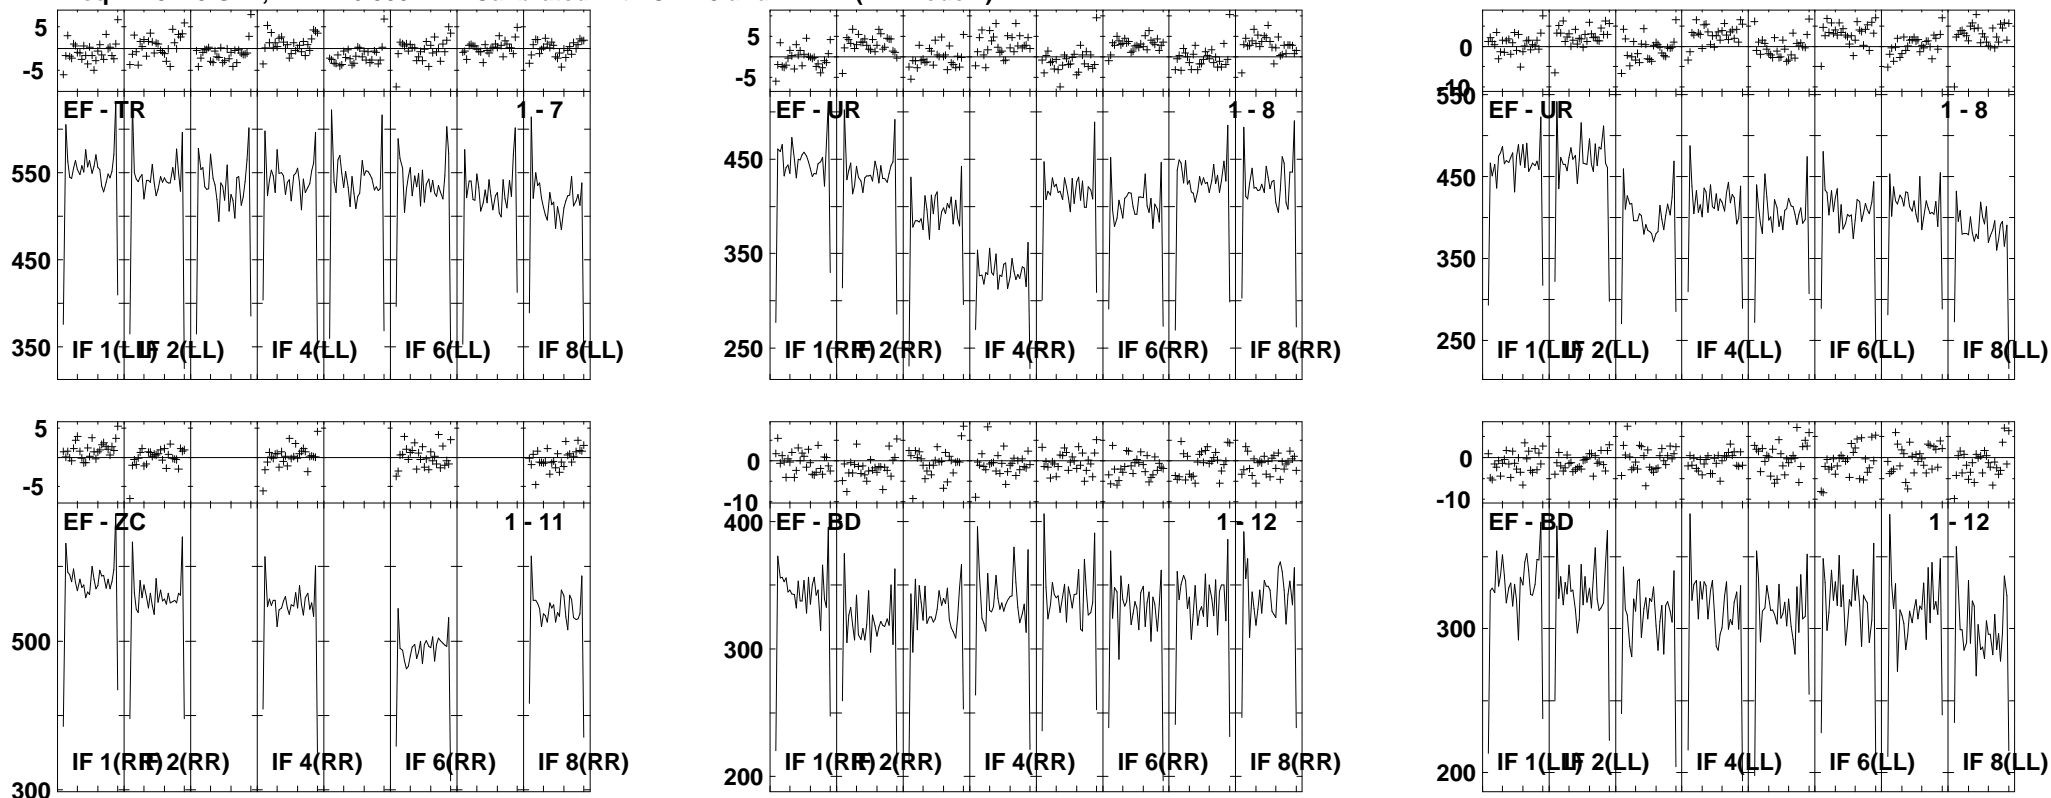 5
-5
EF - TR 1 - 7
550
450
350
IF 1(LL) IF 2(LL) IF 4(LL) IF 6(LL) IF 8(LL)
5
-5
EF - UR 1 - 8
450
350
250
IF 1(RR) IF 2(RR) IF 4(RR) IF 6(RR) IF 8(RR)
0
-10
550
EF - UR 1 - 8
450
350
250
IF 1(LL) IF 2(LL) IF 4(LL) IF 6(LL) IF 8(LL)
5
-5
EF - ZC 1 - 11
500
300
IF 1(RR) IF 2(RR) IF 4(RR) IF 6(RR) IF 8(RR)
0
-10
400
EF - BD 1 - 12
300
200
IF 1(RR) IF 2(RR) IF 4(RR) IF 6(RR) IF 8(RR)
0
-10
EF - BD 1 - 12
300
200
IF 1(LL) IF 2(LL) IF 4(LL) IF 6(LL) IF 8(LL)